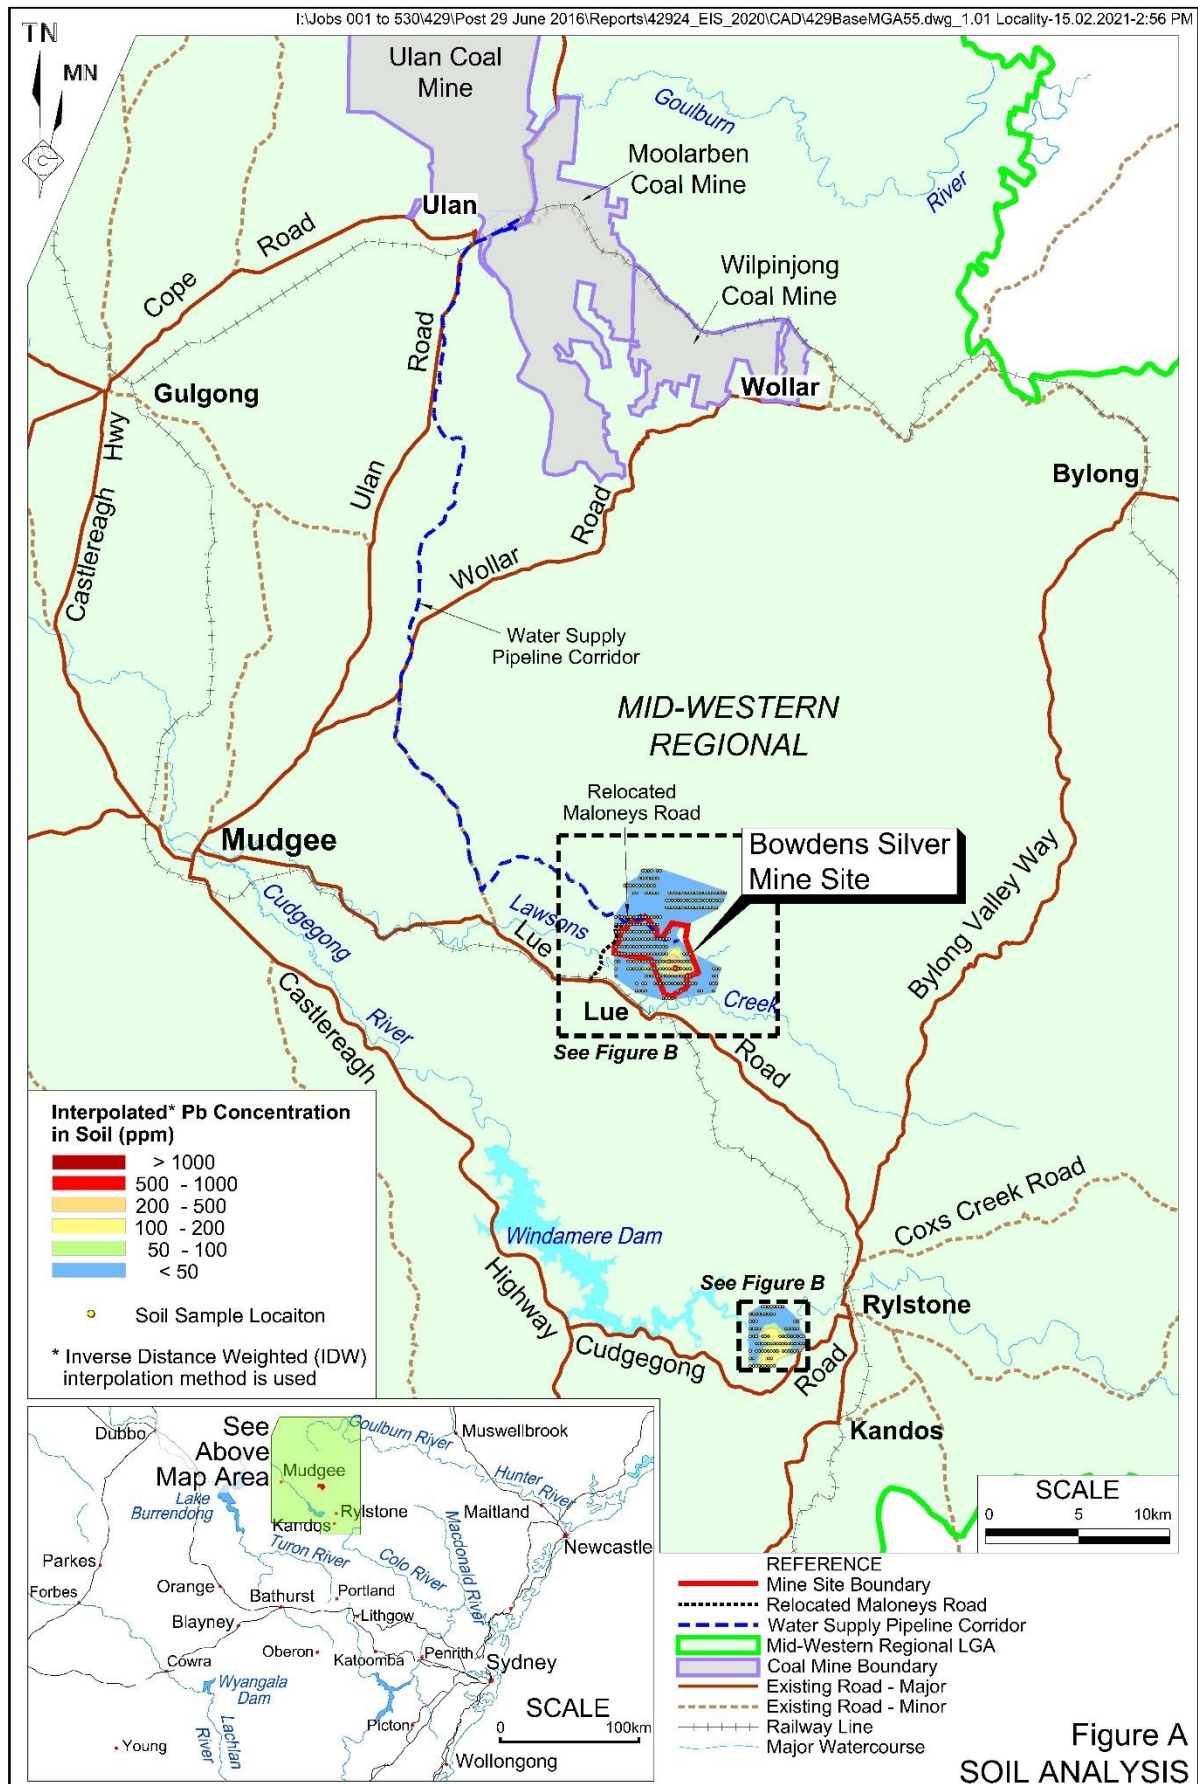 I:\Jobs 001 to 530\429\Post 29 June 2016\Reports\42924_EIS_2020\CAD\429BaseMGA55.dwg_1.01 Locality-15.02.2021-2:56 PM
TN
MN
Ulan Coal
Mine
Goulburn
River
Moolarben
Coal Mine
Ulan
Cope Road
Wilpinjong
Coal Mine
Wollar
Gulgong
Castlereagh Hwy
Ulan Road
Bylong
Wollar Road
Water Supply
Pipeline Corridor
MID-WESTERN
REGIONAL
Relocated
Maloneys Road
Bowdens Silver
Mine Site
Mudgee
Bylong Valley Way
Lawsons
Creek
Lue
Road
Lue
See Figure B
Cudgegong
River
Castlereagh
Highway
Interpolated* Pb Concentration
in Soil (ppm)
> 1000
500 - 1000
200 - 500
100 - 200
50 - 100
< 50
Soil Sample Locaiton
* Inverse Distance Weighted (IDW)
interpolation method is used
Windamere Dam
Coxs Creek Road
See Figure B
Rylstone
Cudgegong
Road
Kandos
SCALE
0 5 10km
Dubbo
See
Above
Map Area
Goulburn River
Muswellbrook
Mudgee
Hunter
River
Lake
Burrendong
Rylstone
Kandos
Maitland
Macdonald River
Newcastle
Turon River
Colo River
Parkes
Forbes
Orange
Bathurst
Portland
Blayney
Lithgow
Oberon
Katoomba
Penrith
Cowra
Sydney
Wyangala
Dam
Lachlan
River
SCALE
0 100km
Picton
Young
Wollongong
REFERENCE
Mine Site Boundary
Relocated Maloneys Road
Water Supply Pipeline Corridor
Mid-Western Regional LGA
Coal Mine Boundary
Existing Road - Major
Existing Road - Minor
Railway Line
Major Watercourse
Figure A
SOIL ANALYSIS